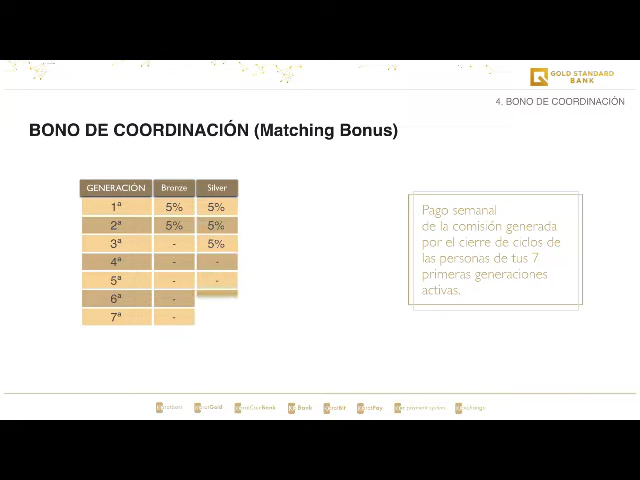 GOLD STANDARD
BANK
4. BONO DE COORDINACIÓN
BONO DE COORDINACIÓN (Matching Bonus)
GENERACIÓN Bronze Silver
1ª 5% 5%
2ª 5% 5%
3ª - 5%
4ª - -
5ª - -
6ª -
7ª -
Pago semanal
de la comisión generada
por el cierre de ciclos de
las personas de tus 7
primeras generaciones
activas.